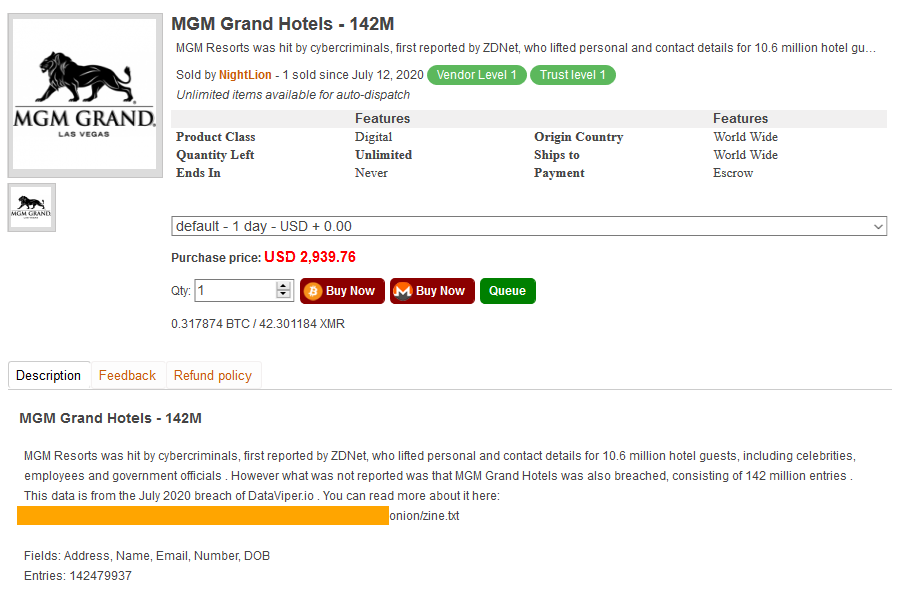 MGM Grand Hotels - 142M
MGM Resorts was hit by cybercriminals, first reported by ZDNet, who lifted personal and contact details for 10.6 million hotel gu...
Sold by NightLion - 1 sold since July 12, 2020 Vendor Level 1 Trust level 1
Unlimited items available for auto-dispatch
MGM GRAND.
LAS VEGAS
Features Features
Product Class Digital Origin Country World Wide
Quantity Left Unlimited Ships to World Wide
Ends In Never Payment Escrow
MGM GRAND.
default - 1 day - USD + 0.00
Purchase price: USD 2,939.76
Qty: 1 Buy Now Buy Now Queue
0.317874 BTC / 42.301184 XMR
Description Feedback Refund policy
MGM Grand Hotels - 142M
MGM Resorts was hit by cybercriminals, first reported by ZDNet, who lifted personal and contact details for 10.6 million hotel guests, including celebrities,
employees and government officials . However what was not reported was that MGM Grand Hotels was also breached, consisting of 142 million entries .
This data is from the July 2020 breach of DataViper.io . You can read more about it here:
onion/zine.txt
Fields: Address, Name, Email, Number, DOB
Entries: 142479937